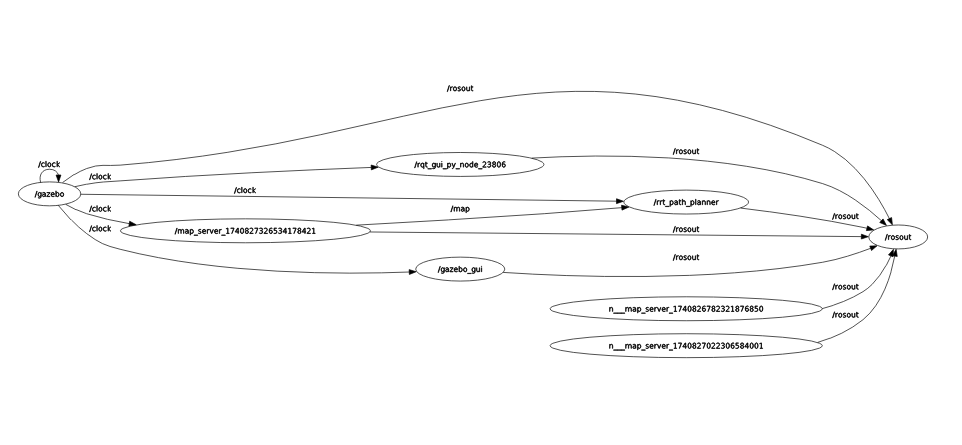 /rosout
/clock
/rqt_gui_py_node_23806
/rosout
/clock
/gazebo
/clock
/rrt_path_planner
/clock
/map
/rosout
/map_server_1740827326534178421
/clock
/rosout
/rosout
/gazebo_gui
/rosout
/rosout
n__map_server_1740826782321876850
/rosout
n__map_server_1740827022306584001